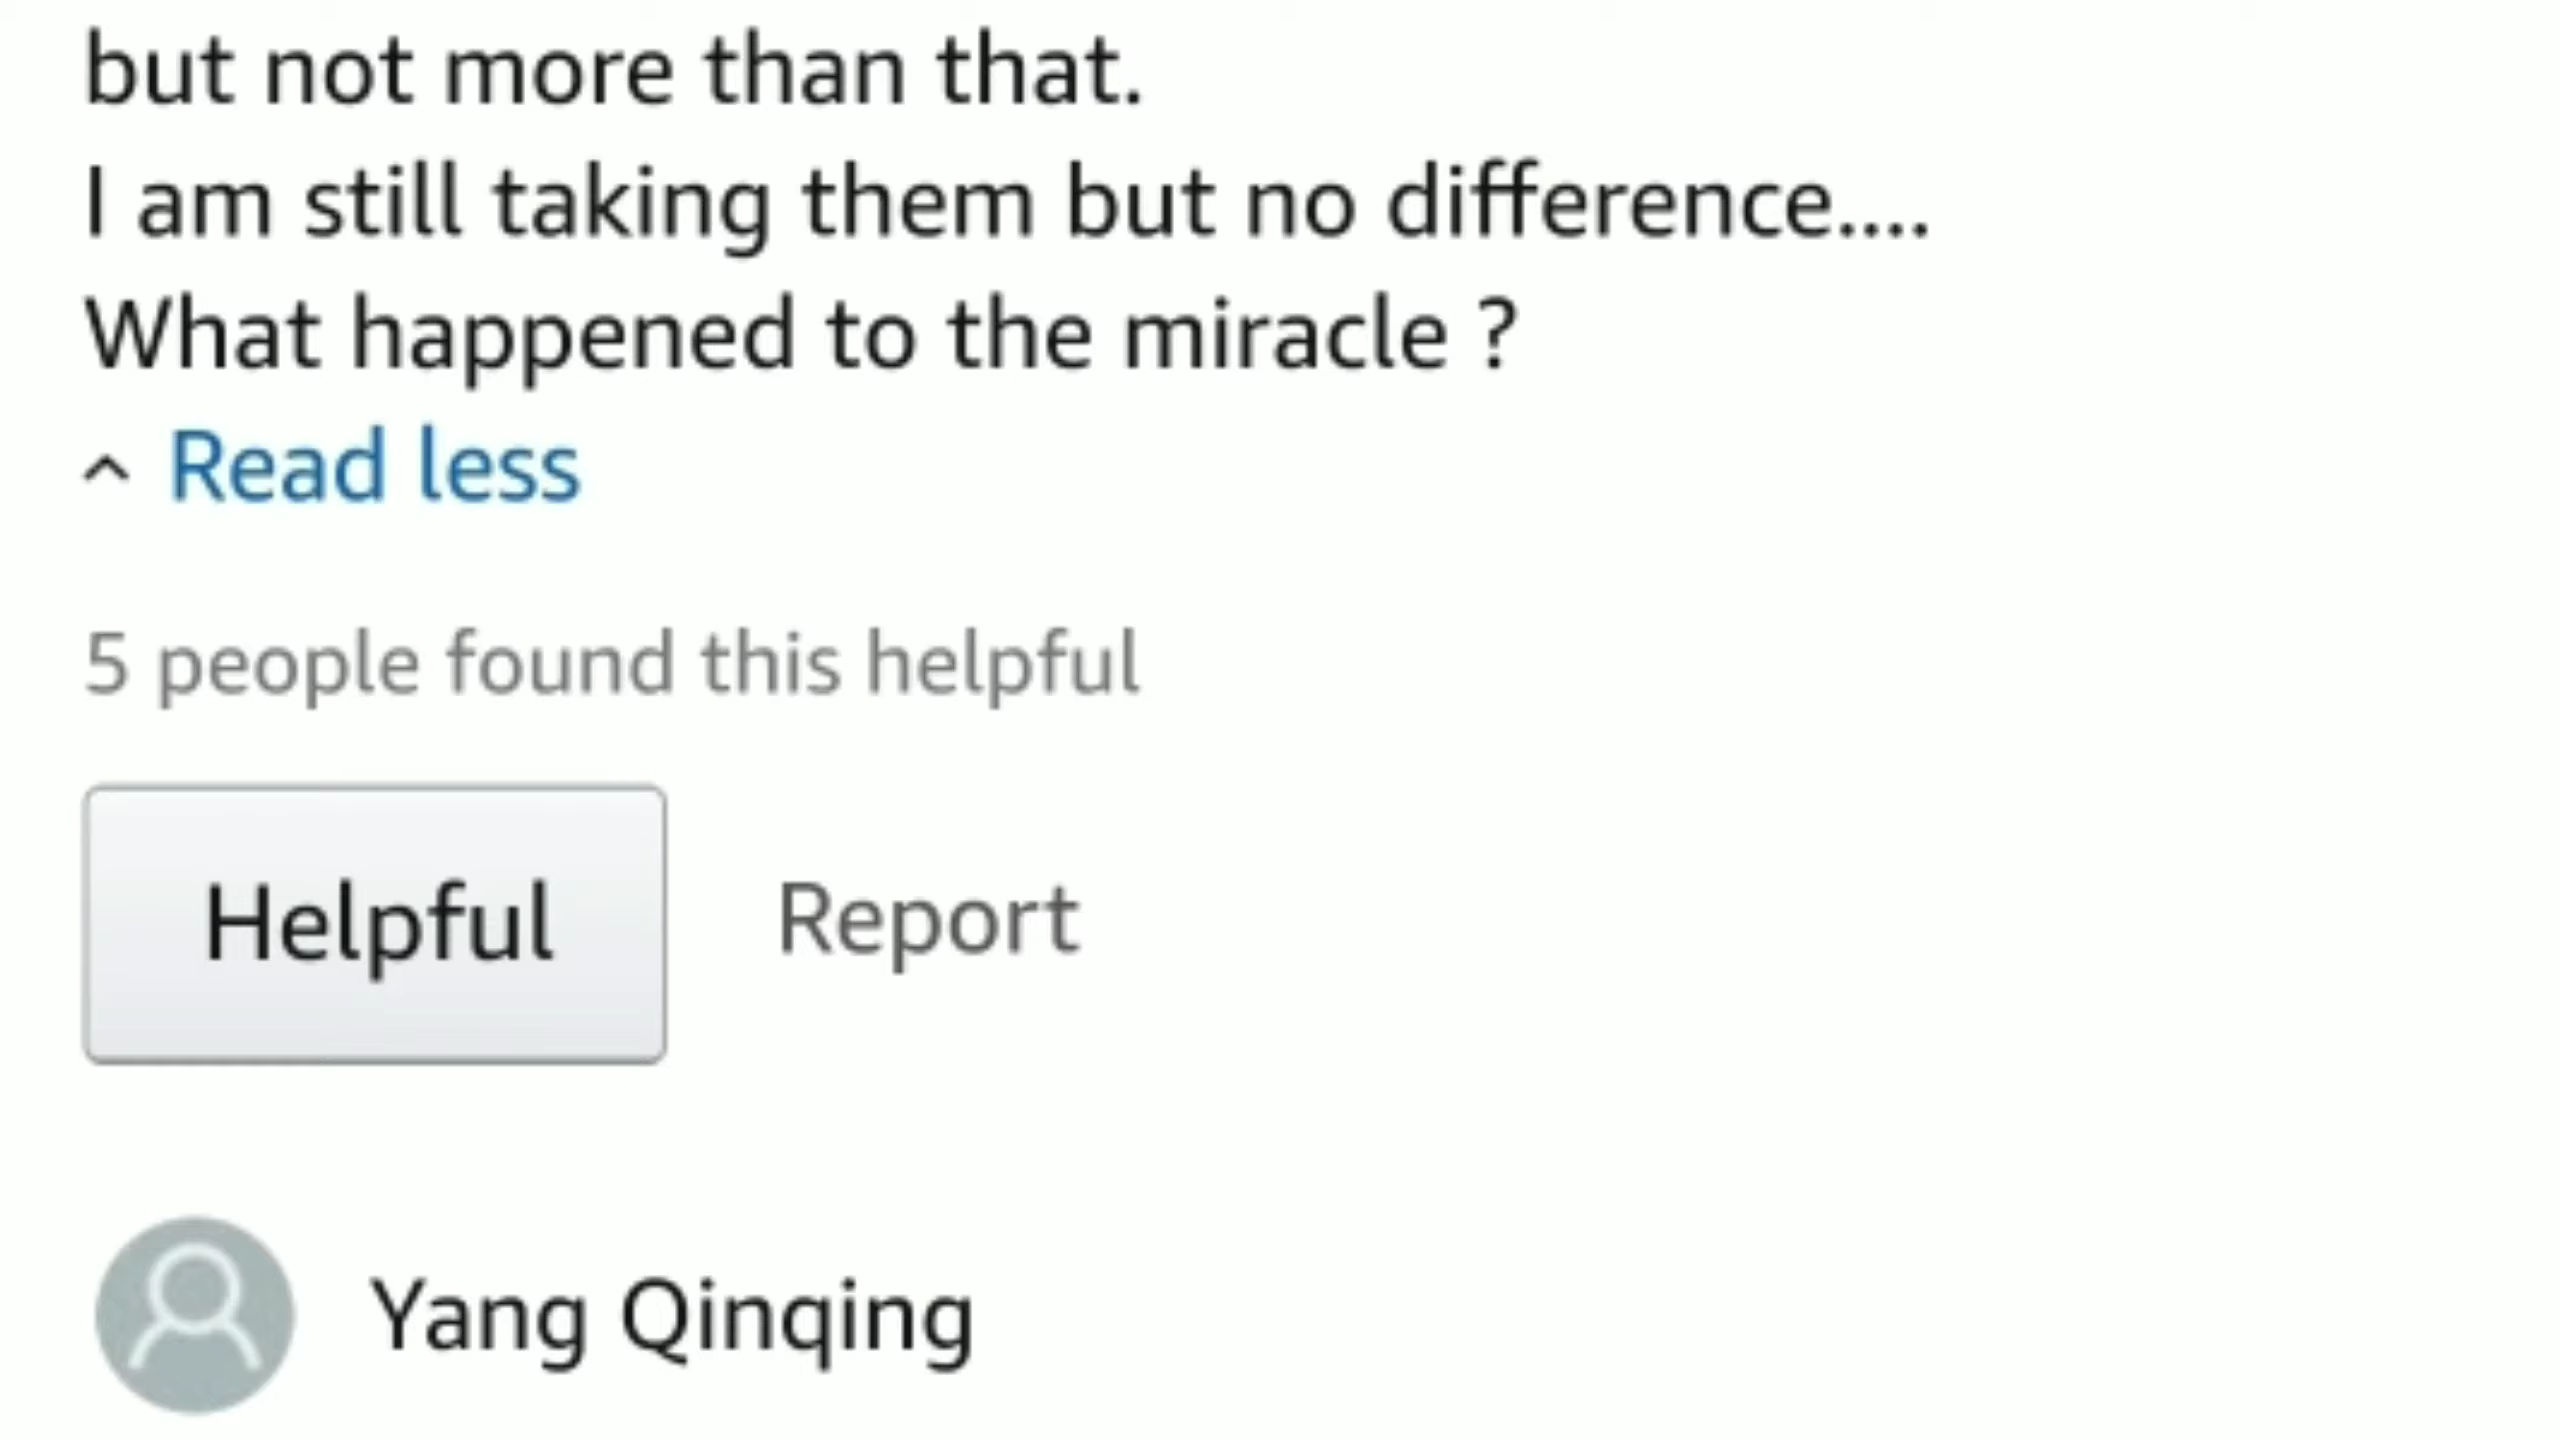 but not more than that.
I am still taking them but no difference....
What happened to the miracle ?
Read less
5 people found this helpful
Helpful
Report
Yang Qinqing